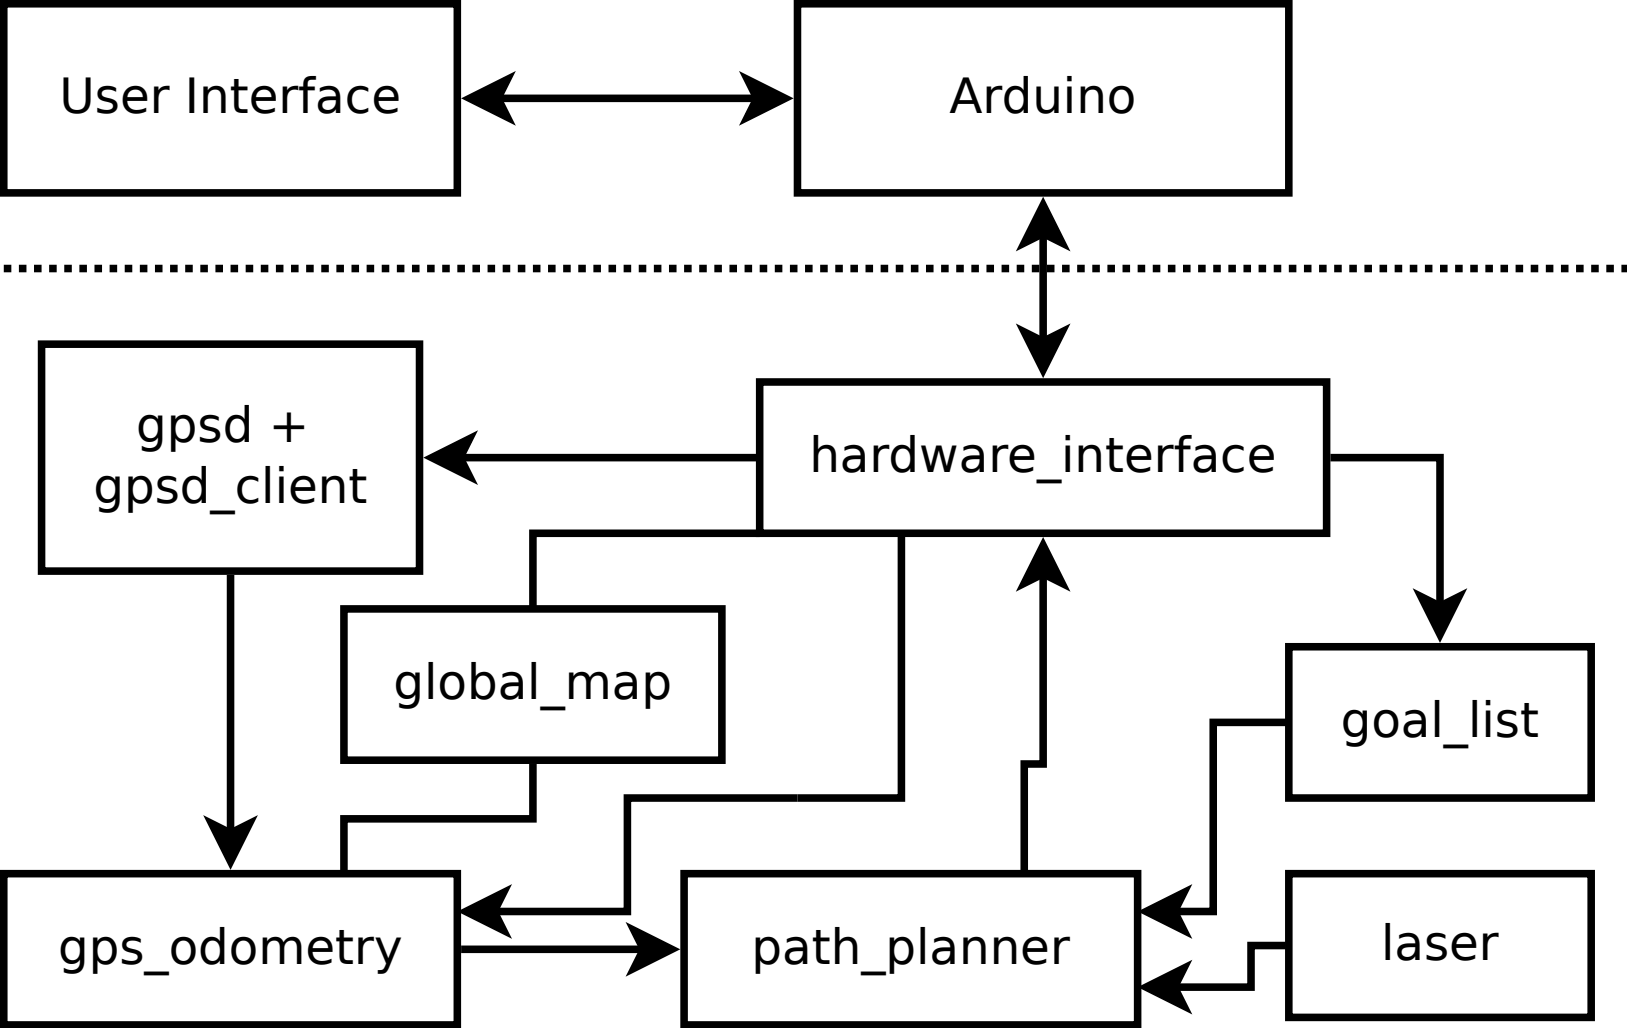 User Interface
Arduino
gpsd +
gpsd_client
hardware_interface
global_map
goal_list
gps_odometry
path_planner
laser